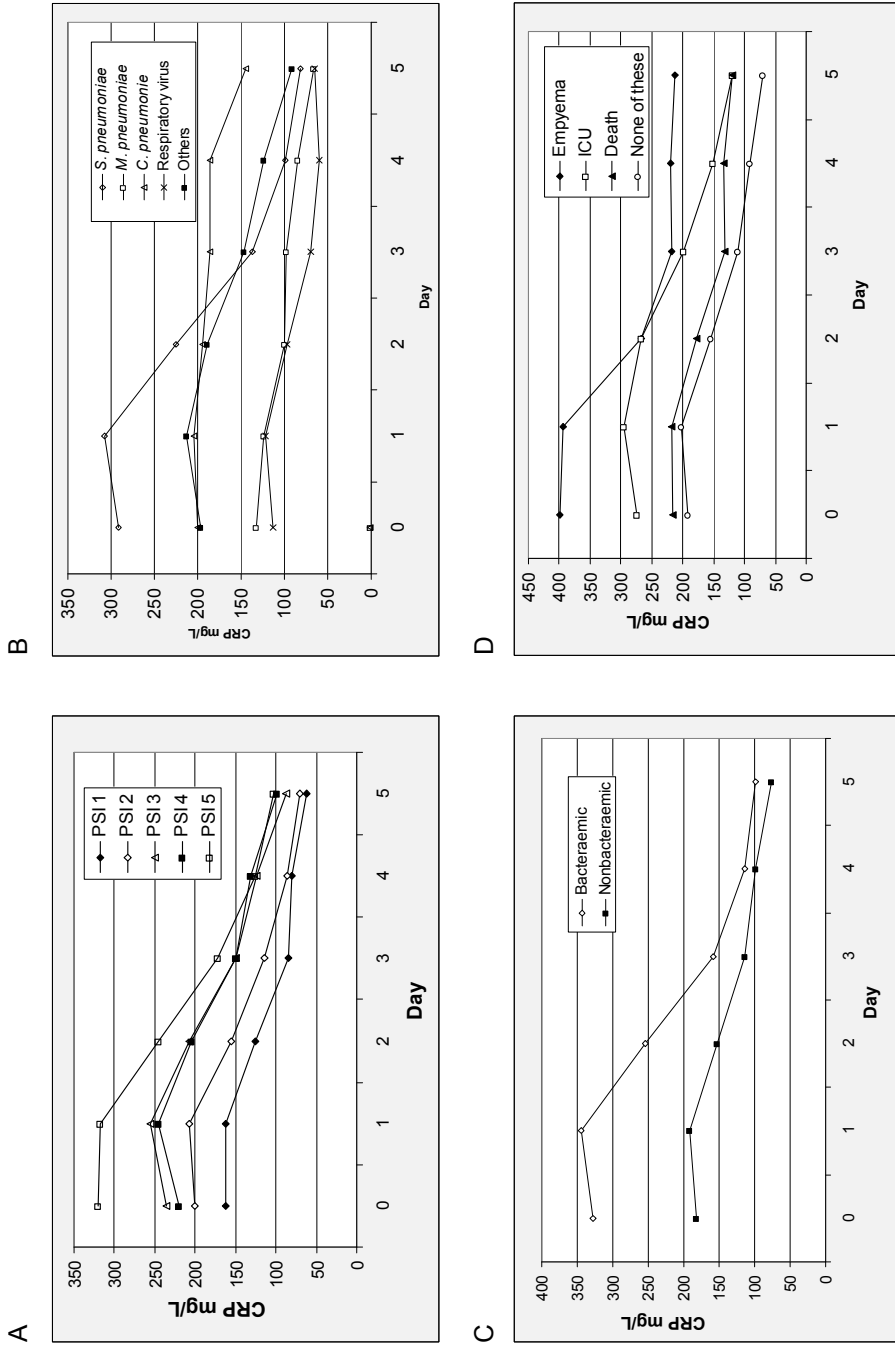 A
CRP mg/L
350
300
250
200
150
100
50
0
0 1 2 3 4 5
Day
PSI 1
PSI 2
PSI 3
PSI 4
PSI 5
B
CRP mg/L
350
300
250
200
150
100
50
0
0 1 2 3 4 5
Day
S. pneumoniae
M. pneumoniae
C. pneumonie
Respiratory virus
Others
C
CRP mg/L
400
350
300
250
200
150
100
50
0
0 1 2 3 4 5
Day
Bacteraemic
Nonbacteraemic
D
CRP mg/L
450
400
350
300
250
200
150
100
50
0
0 1 2 3 4 5
Day
Empyema
ICU
Death
None of these